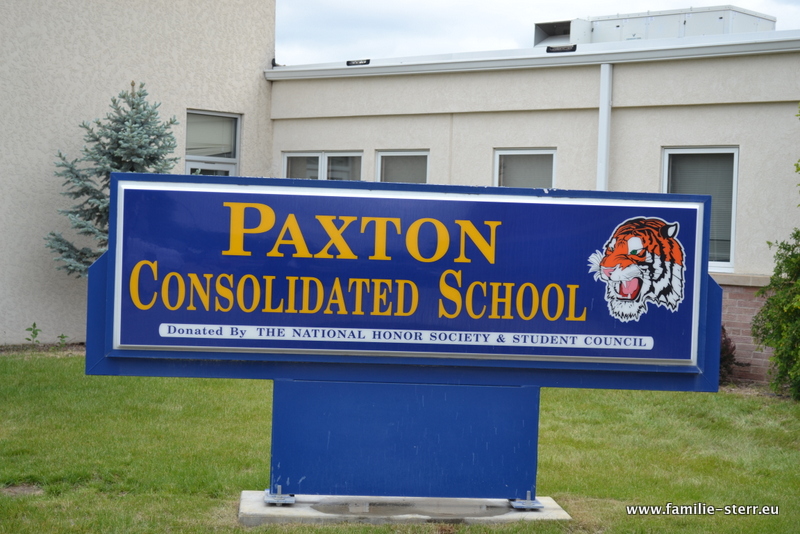 PAXTON
CONSOLIDATED SCHOOL
Donated By THE NATIONAL HONOR SOCIETY & STUDENT COUNCIL
www.familie-sterr.eu